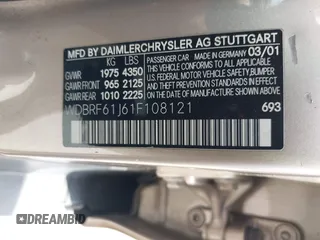 MFD. BY DAIMLERCHRYSLER AG STUTTGART
KG LBS MADE IN GERMANY 03/01
GVWR 1975 4350
GAWR FRONT 965 2125
GAWR REAR 1010 2225
THIS VEHICLE CONFORMS TO ALL APPLICABLE
FEDERAL MOTOR VEHICLE SAFETY, BUMPER,
AND THEFT PREVENTION STANDARDS IN EFFECT
ON THE DATE OF MANUFACTURE SHOWN ABOVE.
WDBRF61J61F108121
693
DREAMBID